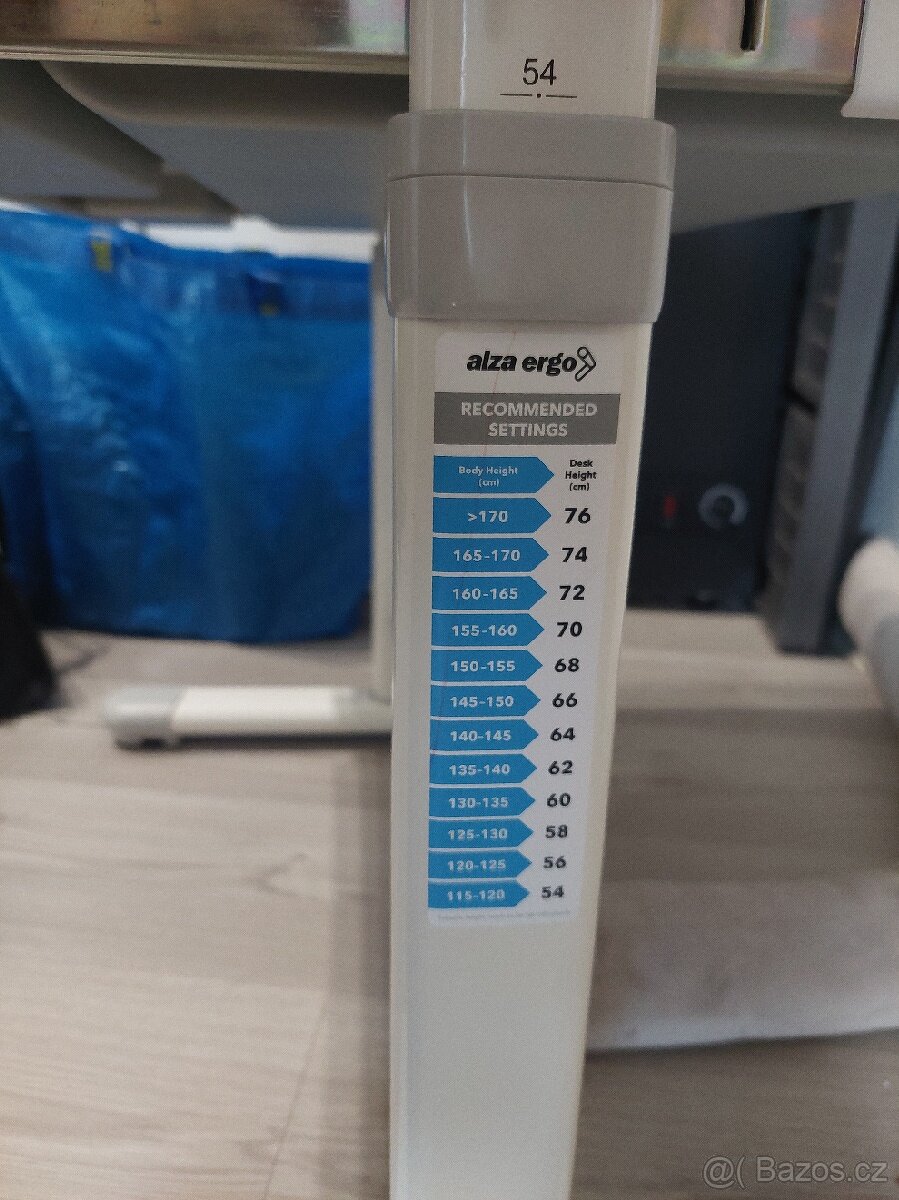 54
alza ergo
RECOMMENDED
SETTINGS
Body Height
(cm)
Desk
Height
(cm)
>170 76
165-170 74
160-165 72
155-160 70
150-155 68
145-150 66
140-145 64
135-140 62
130-135 60
125-130 58
120-125 56
115-120 54
@( Bazos.cz